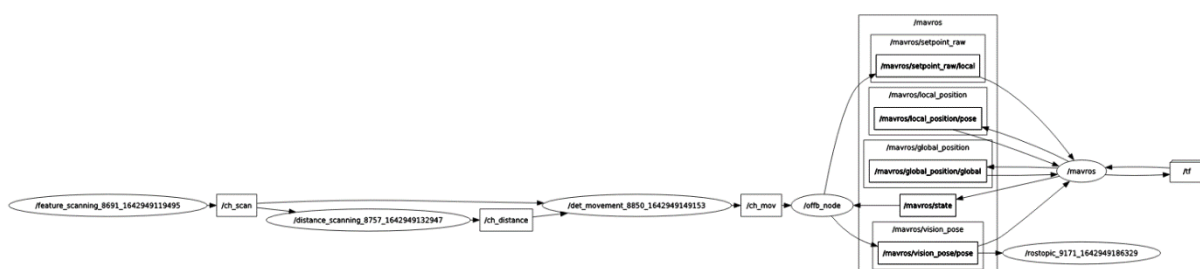 /mavros
/mavros/setpoint_raw
/mavros/setpoint_raw/local
/mavros/local_position
/mavros/local_position/pose
/mavros/global_position
/mavros/global_position/global
/mavros
/tf
/feature_scanning_8691_1642949119495
/ch_scan
/det_movement_8850_1642949149153
/ch_mov
/offb_node
/mavros/state
/distance_scanning_8757_1642949132947
/ch_distance
/mavros/vision_pose
/mavros/vision_pose/pose
/rostopic_9171_1642949186329